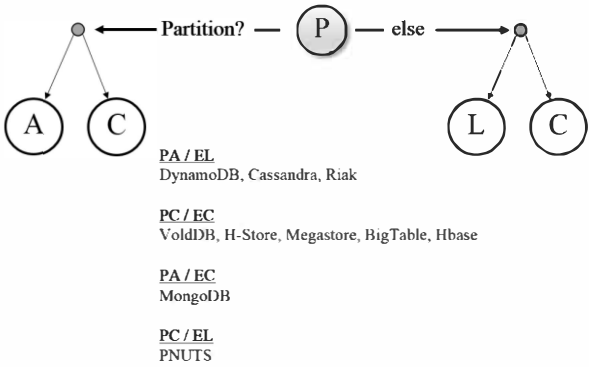 Partition? P else
A C L C
PA / EL
DynamoDB, Cassandra, Riak
PC / EC
VoldDB, H-Store, Megastore, BigTable, Hbase
PA / EC
MongoDB
PC / EL
PNUTS